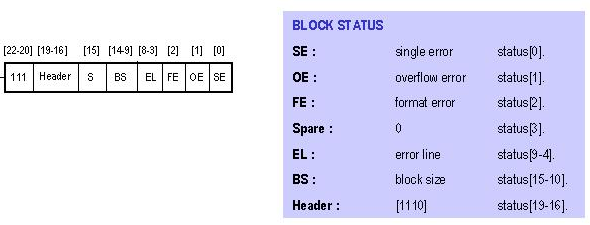 [22-20] [19-16] [15] [14-9] [8-3] [2] [1] [0]
111 Header S BS EL FE OE SE
BLOCK STATUS
SE : single error status[0].
OE : overflow error status[1].
FE : format error status[2].
Spare : 0 status[3].
EL : error line status[9-4].
BS : block size status[15-10].
Header : [1110] status[19-16].